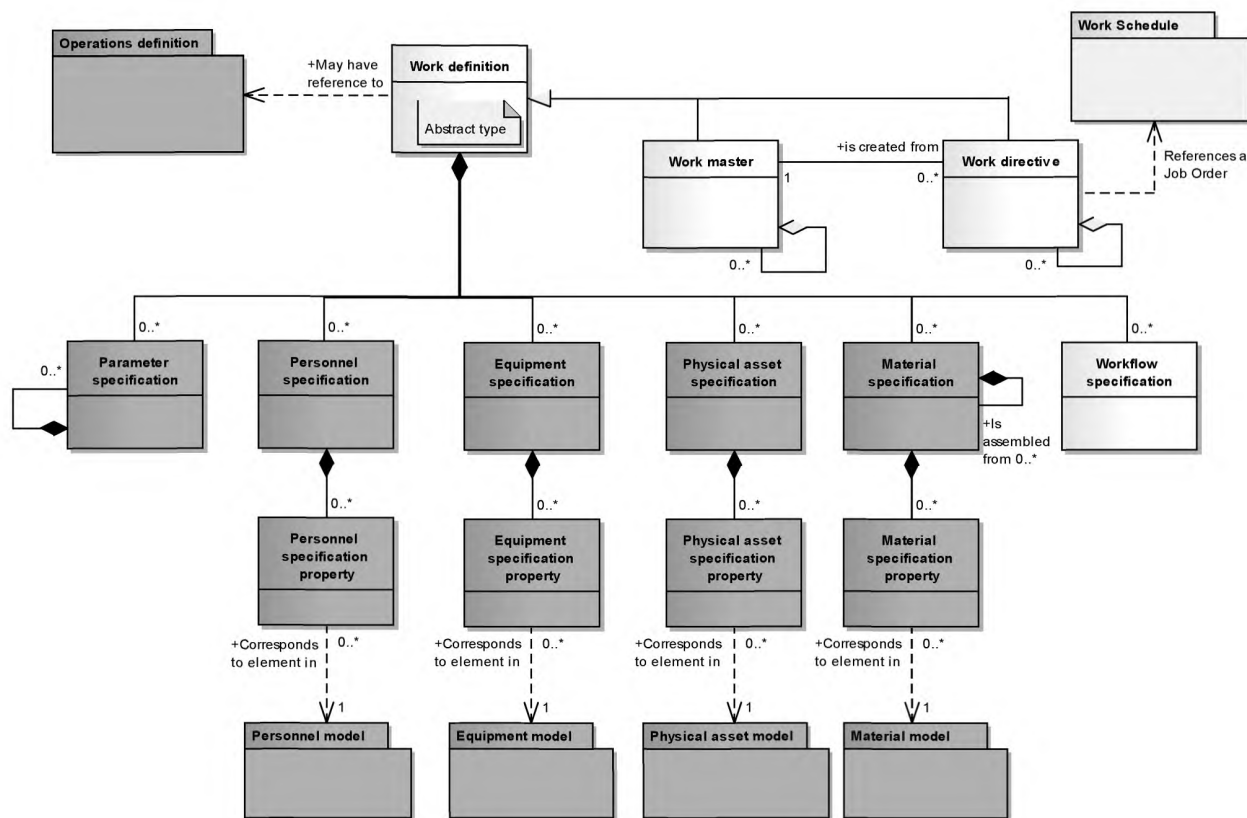 Work Schedule
Operations definition
Work definition
+May have
reference to
Abstract type
Work master
+is created from
Work directive
1
0..*
References a
Job Order
0..*
0..*
0..*
0..*
0..*
0..*
0..*
0..*
0..*
Parameter
specification
Personnel
specification
Equipment
specification
Physical asset
specification
Material
specification
Workflow
specification
+Is
assembled
from 0..*
0..*
0..*
0..*
0..*
Personnel
specification
property
Equipment
specification
property
Physical asset
specification
property
Material
specification
property
+Corresponds
to element in
0..*
+Corresponds
to element in
0..*
+Corresponds
to element in
0..*
+Corresponds
to element in
0..*
1
1
1
1
Personnel model
Equipment model
Physical asset model
Material model